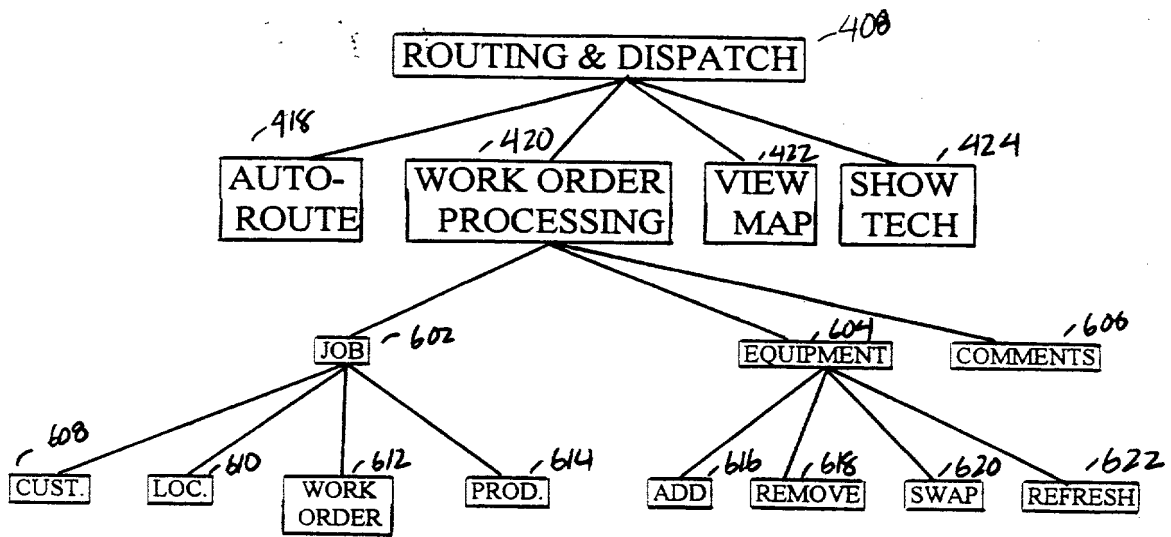 408
ROUTING & DISPATCH
418
420
422
424
AUTO-
ROUTE
WORK ORDER
PROCESSING
VIEW
MAP
SHOW
TECH
602
604
606
JOB
EQUIPMENT
COMMENTS
608
610
612
614
616
618
620
622
CUST.
LOC.
WORK
ORDER
PROD.
ADD
REMOVE
SWAP
REFRESH